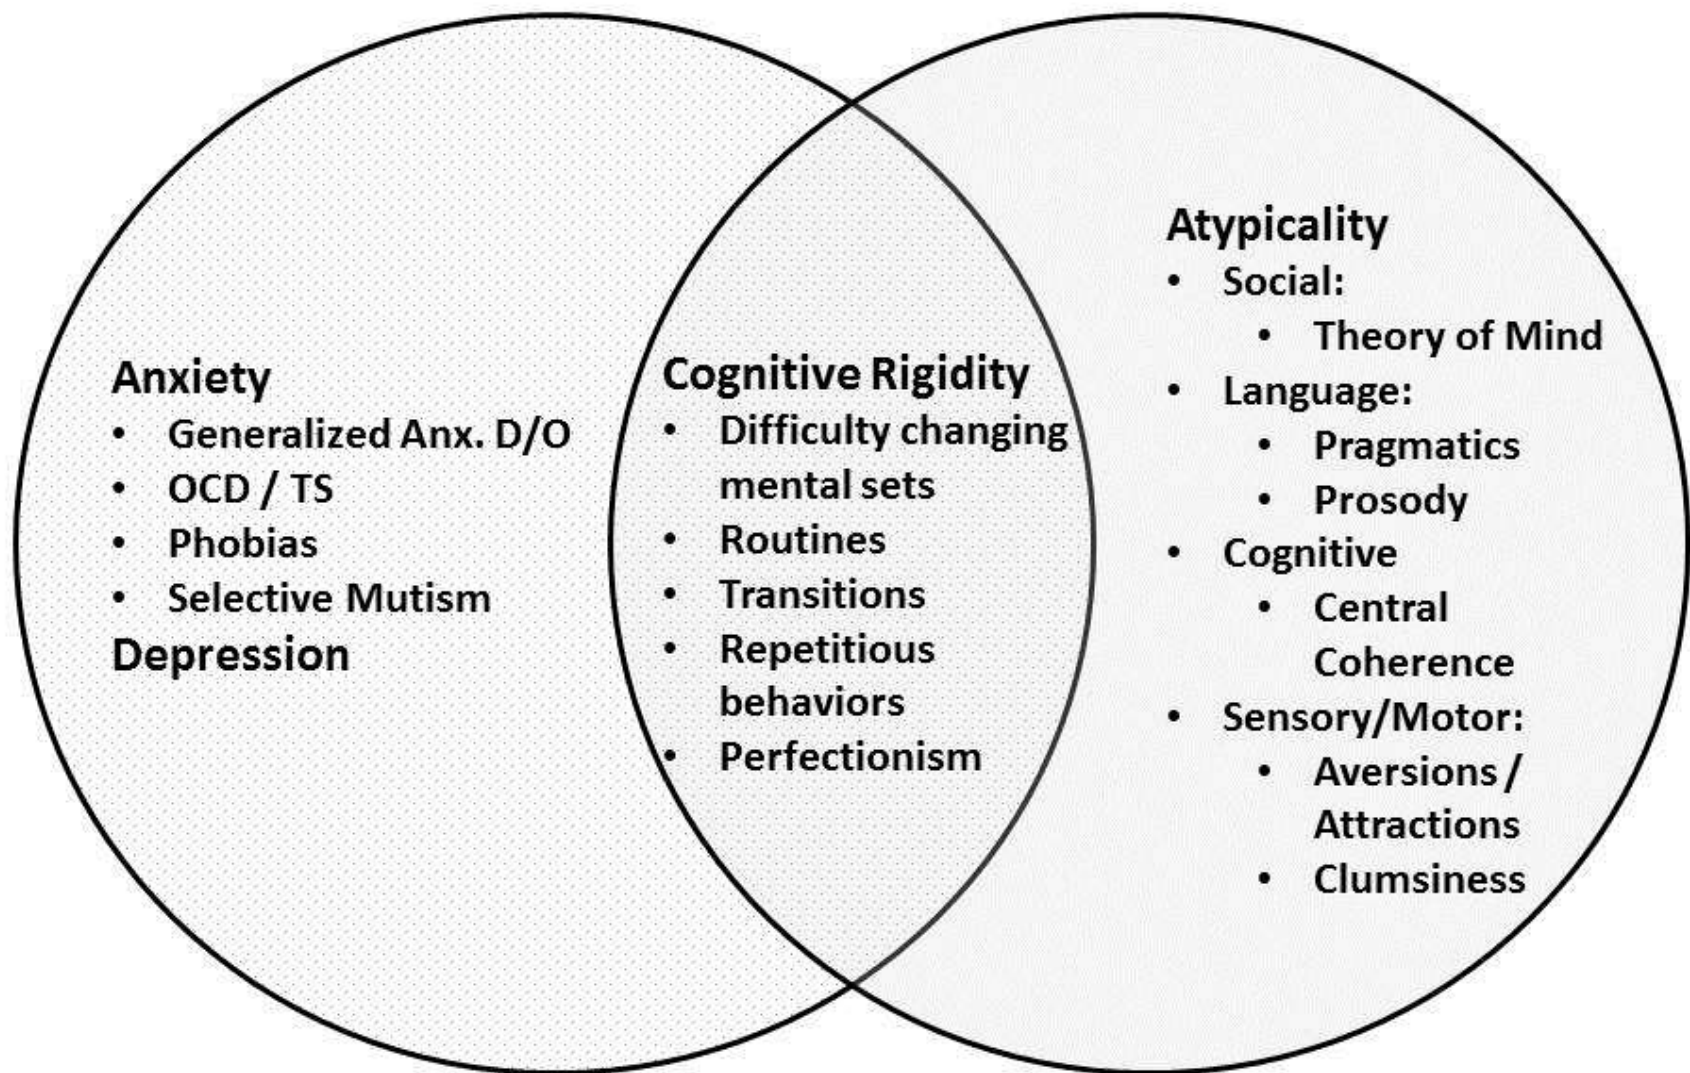 Anxiety
• Generalized Anx. D/O
• OCD / TS
• Phobias
• Selective Mutism
Depression
Cognitive Rigidity
• Difficulty changing
mental sets
• Routines
• Transitions
• Repetitious
behaviors
• Perfectionism
Atypicality
• Social:
• Theory of Mind
• Language:
• Pragmatics
• Prosody
• Cognitive
• Central
Coherence
• Sensory/Motor:
• Aversions /
Attractions
• Clumsiness